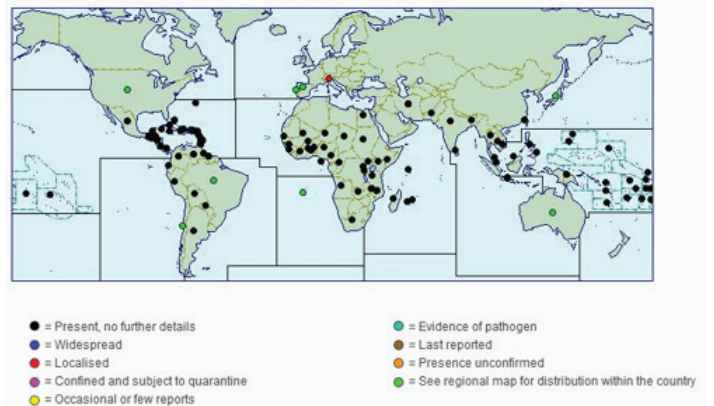 = Present, no further details
= Widespread
= Localised
= Confined and subject to quarantine
= Occasional or few reports
= Evidence of pathogen
= Last reported
= Presence unconfirmed
= See regional map for distribution within the country